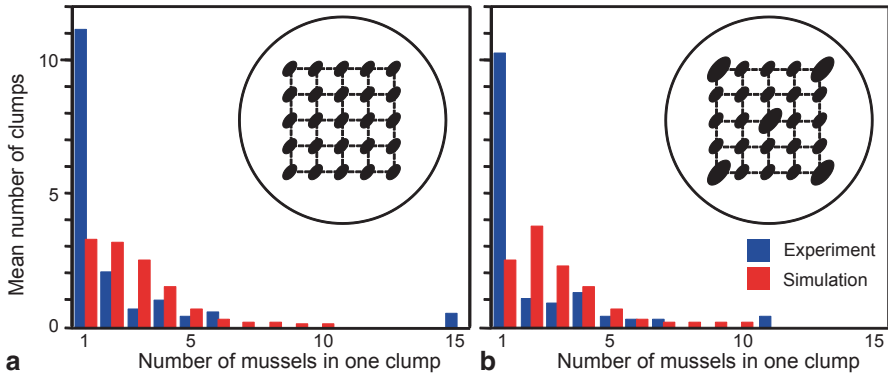 Mean number of clumps
10
5
0
1
5
10
15
a
Number of mussels in one clump
Experiment
Simulation
1
5
10
15
b
Number of mussels in one clump